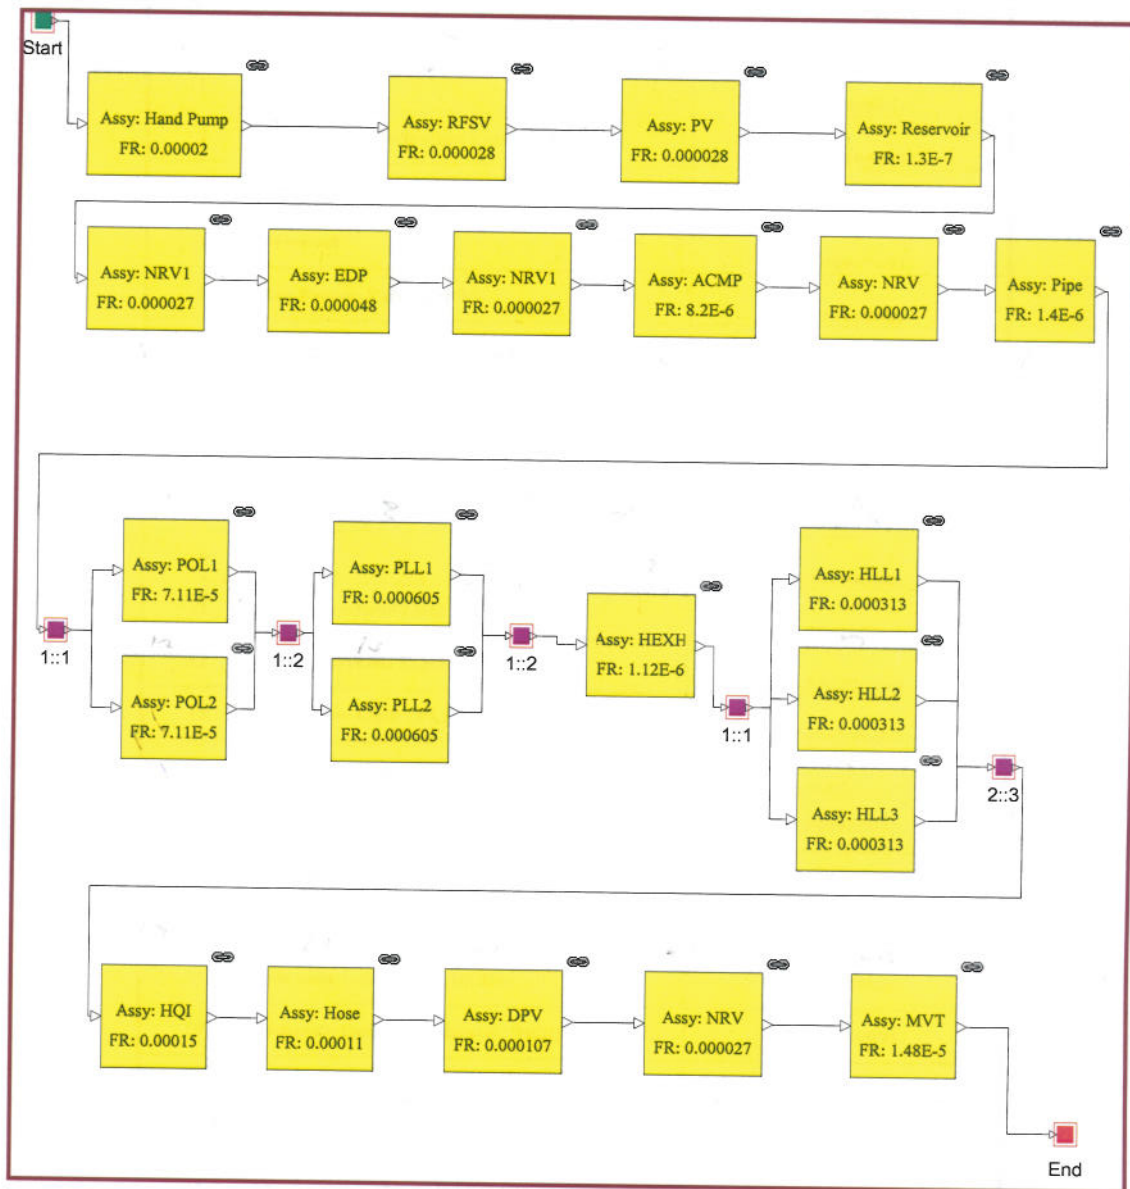 Start
Assy: Hand Pump
FR: 0.00002
Assy: RFSV
FR: 0.000028
Assy: PV
FR: 0.000028
Assy: Reservoir
FR: 1.3E-7
Assy: NRV1
FR: 0.000027
Assy: EDP
FR: 0.000048
Assy: NRV1
FR: 0.000027
Assy: ACMP
FR: 8.2E-6
Assy: NRV
FR: 0.000027
Assy: Pipe
FR: 1.4E-6
1::1
Assy: POL1
FR: 7.11E-5
Assy: POL2
FR: 7.11E-5
1::2
Assy: PLL1
FR: 0.000605
Assy: PLL2
FR: 0.000605
1::2
Assy: HEXH
FR: 1.12E-6
1::1
Assy: HLL1
FR: 0.000313
Assy: HLL2
FR: 0.000313
Assy: HLL3
FR: 0.000313
2::3
Assy: HQI
FR: 0.00015
Assy: Hose
FR: 0.00011
Assy: DPV
FR: 0.000107
Assy: NRV
FR: 0.000027
Assy: MVT
FR: 1.48E-5
End